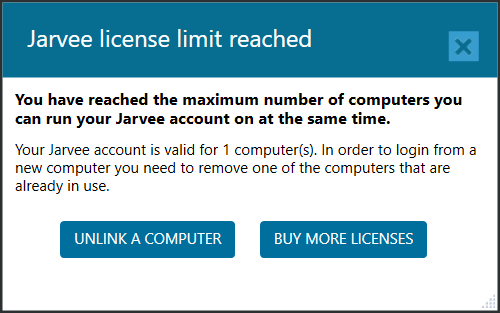 Jarvee license limit reached
You have reached the maximum number of computers you
can run your Jarvee account on at the same time.
Your Jarvee account is valid for 1 computer(s). In order to login from a
new computer you need to remove one of the computers that are
already in use.
UNLINK A COMPUTER
BUY MORE LICENSES